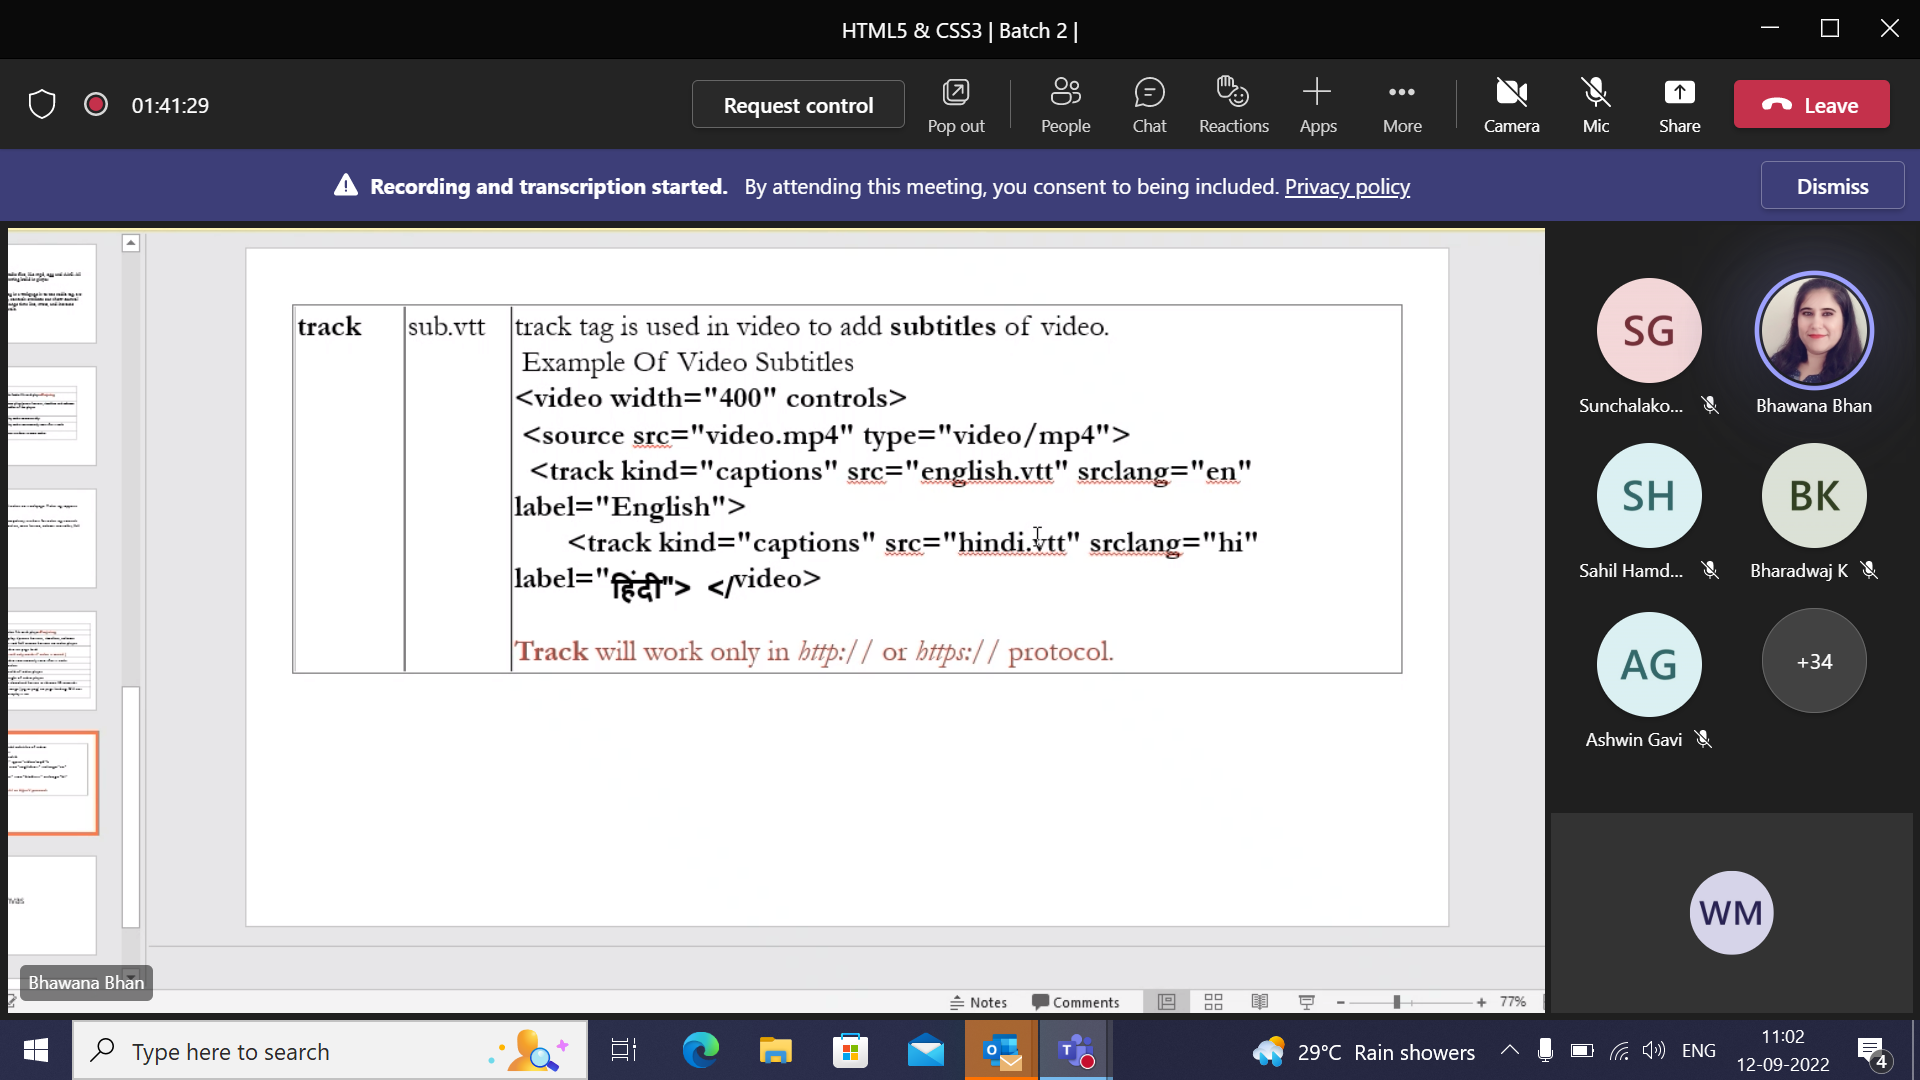 HTML5 & CSS3 | Batch 2 |
01:41:29
Request control
Pop out
People
Chat
Reactions
Apps
More
Camera
Mic
Share
Leave
Recording and transcription started. By attending this meeting, you consent to being included. Privacy policy
Dismiss
track
sub.vtt
track tag is used in video to add subtitles of video.
Example Of Video Subtitles
<video width="400" controls>
<source src="video.mp4" type="video/mp4">
<track kind="captions" src="english.vtt" srclang="en"
label="English">
<track kind="captions" src="hindi.vtt" srclang="hi"
label="हिंदी"> </video>
Track will work only in http:// or https:// protocol.
SG
Sunchalako...
Bhawana Bhan
SH
Sahil Hamd...
BK
Bharadwaj K
AG
Ashwin Gavi
+34
WM
Bhawana Bhan
Notes
Comments
77%
Type here to search
29°C Rain showers
ENG
11:02
12-09-2022
4